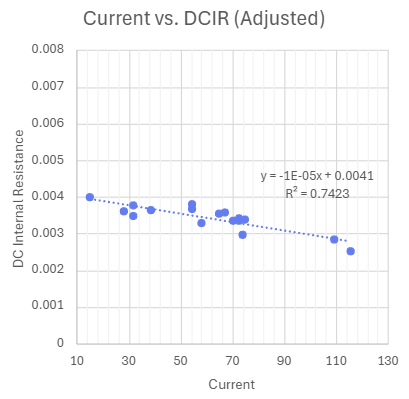 Current vs. DCIR (Adjusted)
0.008
0.007
0.006
0.005
0.004
0.003
0.002
0.001
0
DC Internal Resistance
y = -1E-05x + 0.0041
R² = 0.7423
10 30 50 70 90 110 130
Current